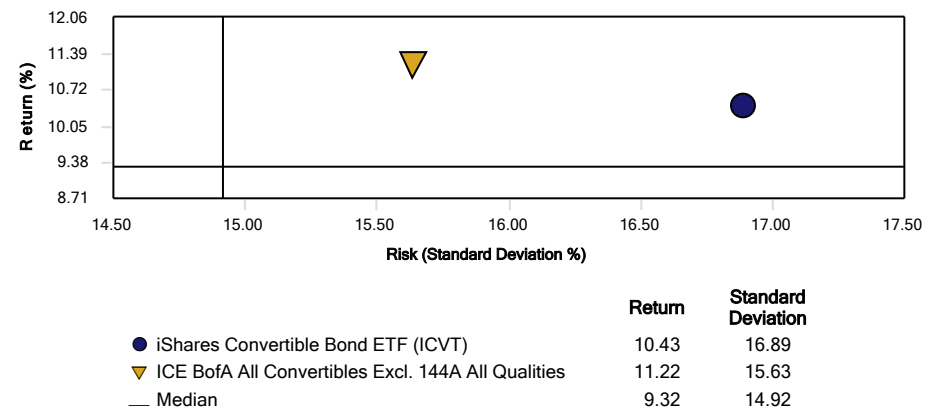 12.06
11.39
10.72
10.05
9.38
8.71
Return (%)
14.50 15.00 15.50 16.00 16.50 17.00 17.50
Risk (Standard Deviation %)
Return Standard Deviation
iShares Convertible Bond ETF (ICVT) 10.43 16.89
ICE BofA All Convertibles Excl. 144A All Qualities 11.22 15.63
Median 9.32 14.92